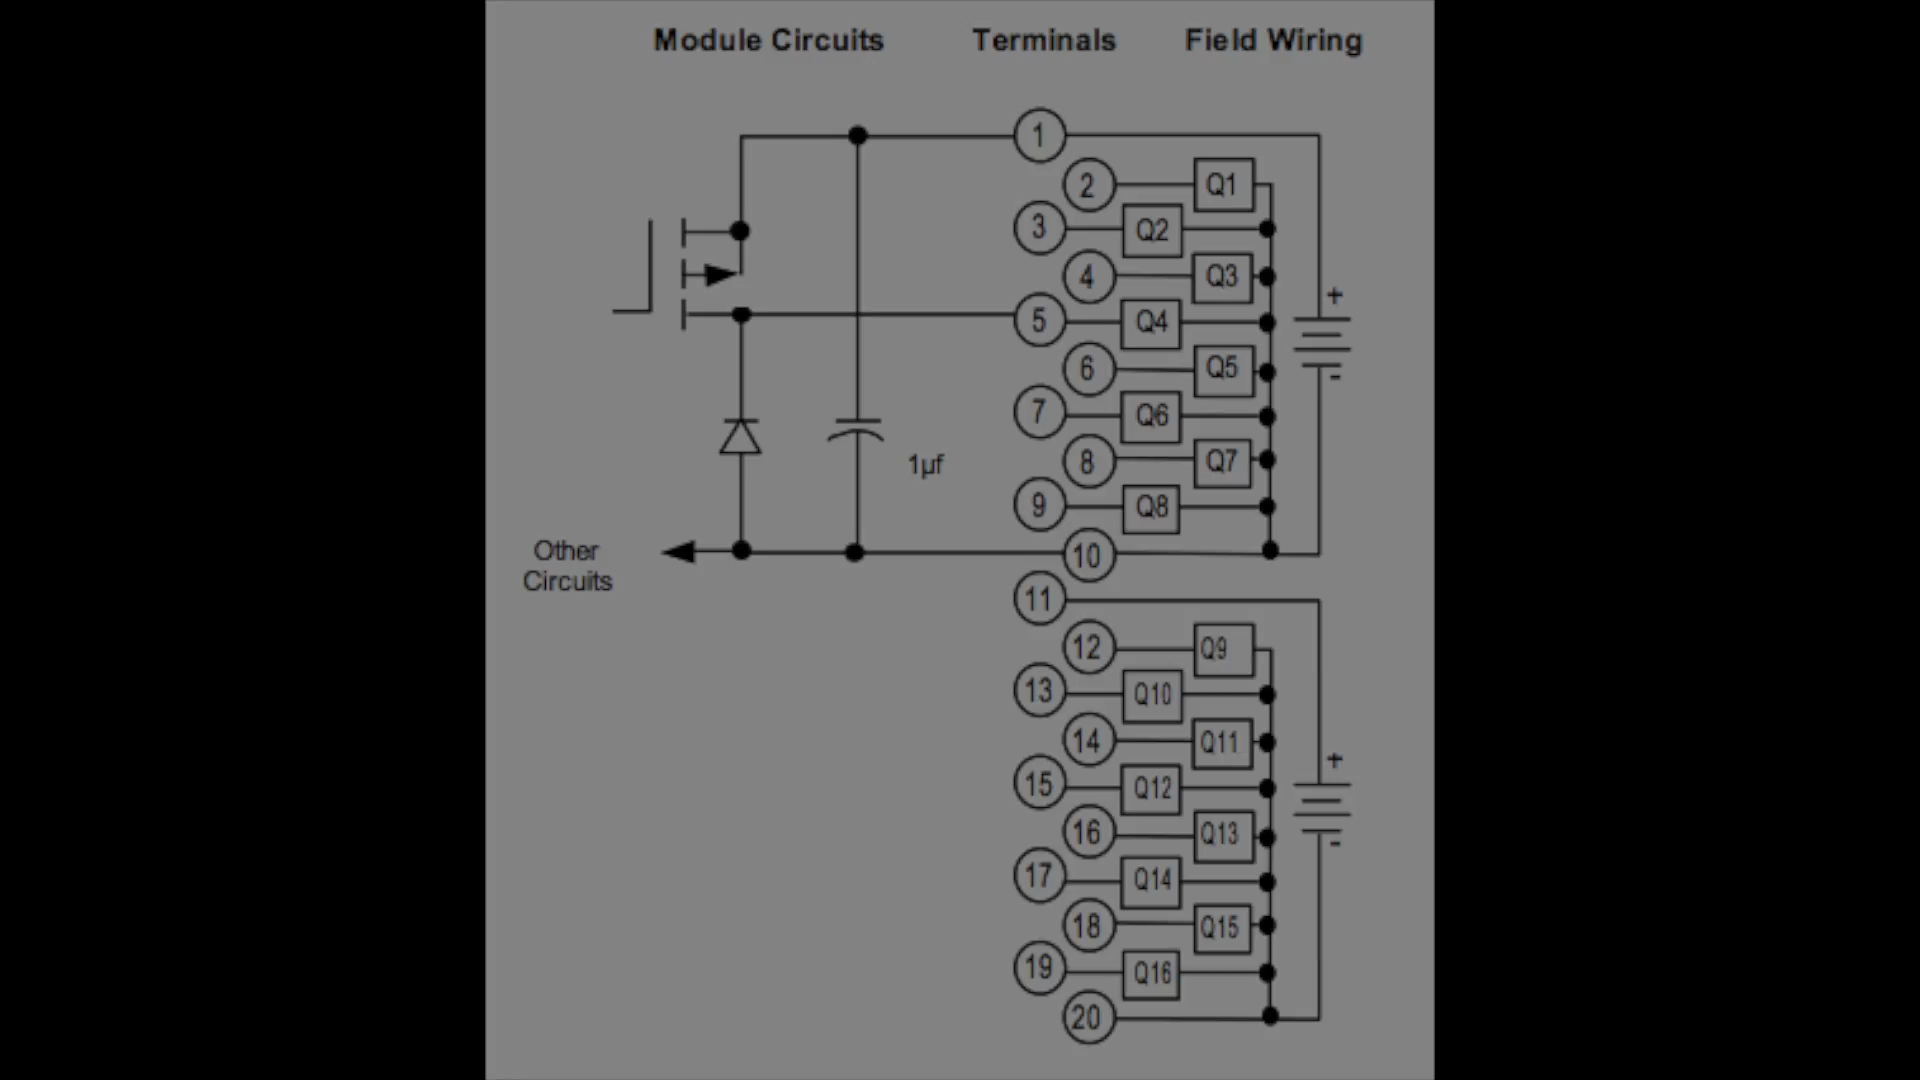 Module Circuits Terminals Field Wiring
1
2 Q1
3 Q2
4 Q3
+
5 Q4
6 Q5
-
7 Q6
8 Q7
1µf
9 Q8
10
Other
Circuits
11
12 Q9
13 Q10
14 Q11
+
15 Q12
16 Q13
-
17 Q14
18 Q15
19 Q16
20